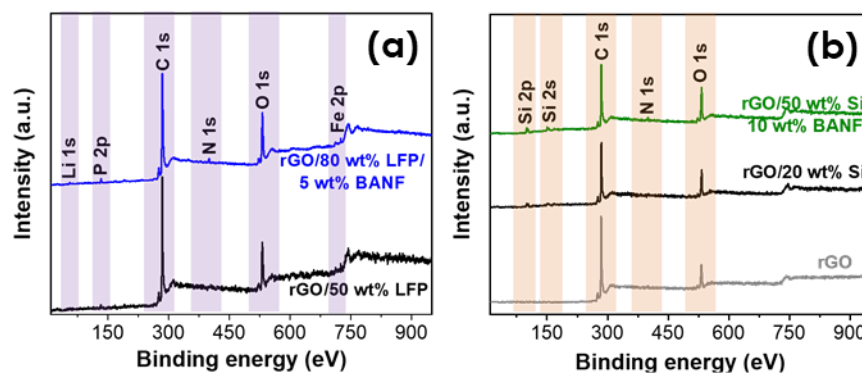 (a)
Intensity (a.u.)
Li 1s
P 2p
C 1s
N 1s
O 1s
Fe 2p
rGO/80 wt% LFP/
5 wt% BANF
rGO/50 wt% LFP
150 300 450 600 750 900
Binding energy (eV)
(b)
Intensity (a.u.)
Si 2p
Si 2s
C 1s
N 1s
O 1s
rGO/50 wt% Si
10 wt% BANF
rGO/20 wt% Si
rGO
150 300 450 600 750 900
Binding energy (eV)